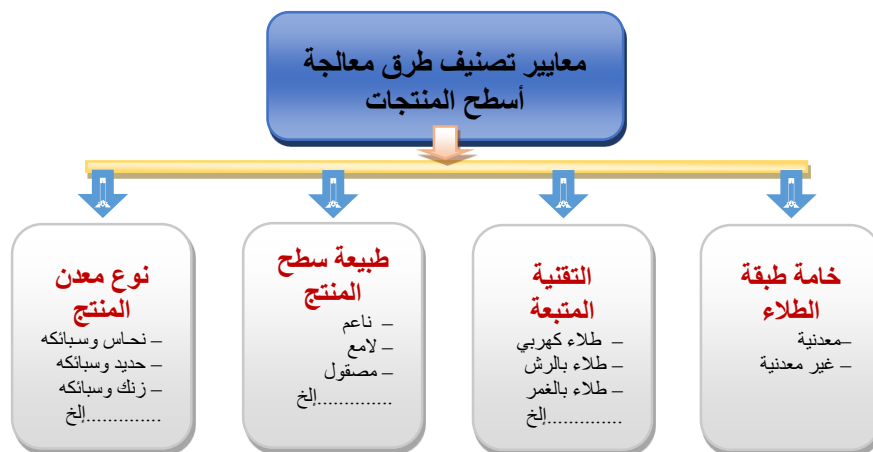 معايير تصنيف طرق معالجة
أسطح المنتجات
خامة طبقة
الطلاء
–معدنية
– غير معدنية
التقنية
المتبعة
– طلاء كهربي
– طلاء بالرش
– طلاء بالغمر
..............إلخ
طبيعة سطح
المنتج
– ناعم
– لامع
– مصقول
..............إلخ
نوع معدن
المنتج
– نحاس وسبائكه
– حديد وسبائكه
– زنك وسبائكه
..............إلخ